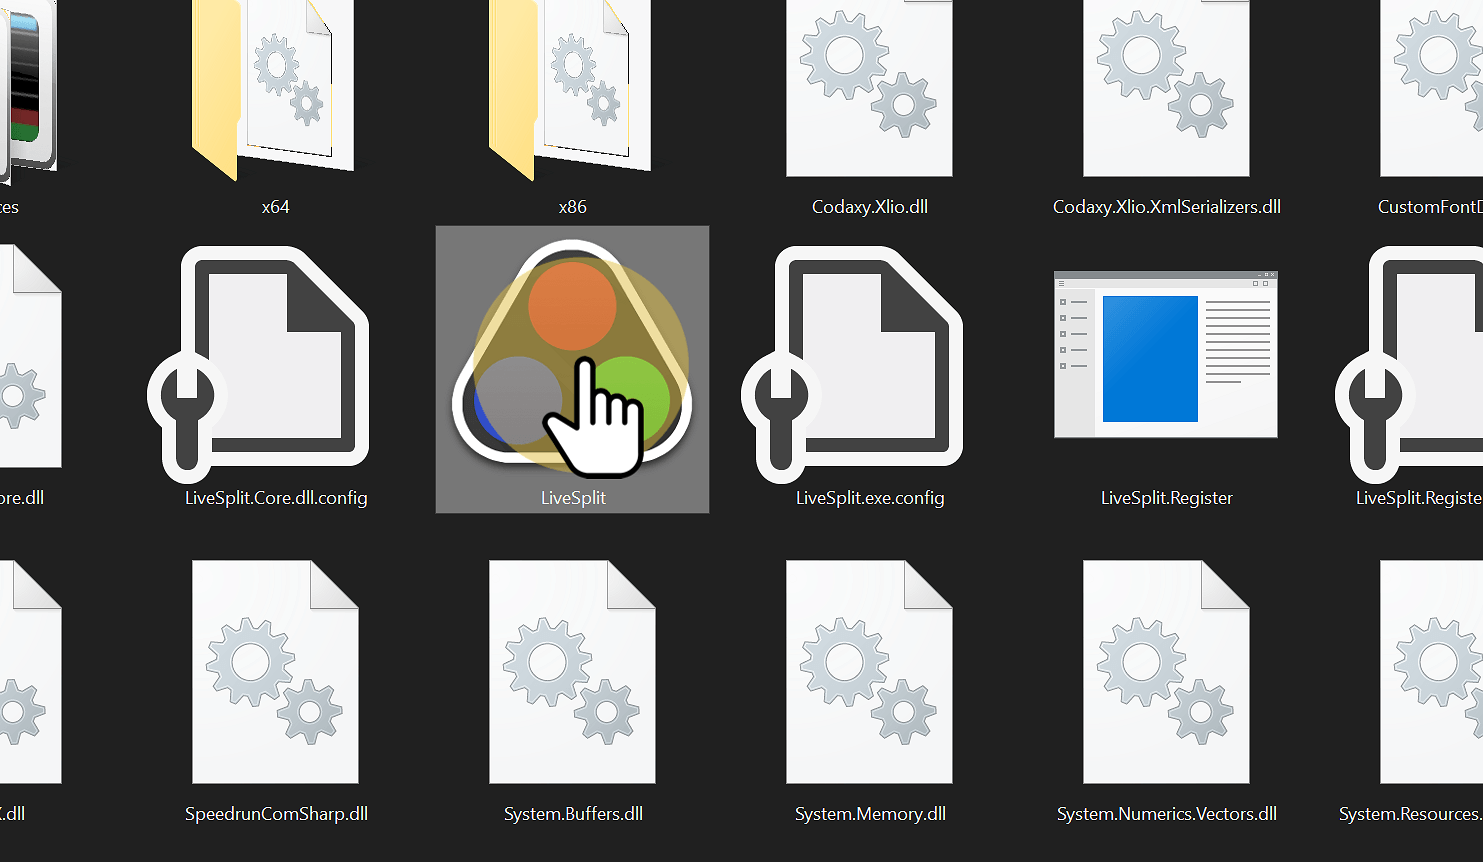 ces
x64
x86
Codaxy.Xlio.dll
Codaxy.Xlio.XmlSerializers.dll
CustomFontD
ore.dll
LiveSplit.Core.dll.config
LiveSplit
LiveSplit.exe.config
LiveSplit.Register
LiveSplit.Registe
.dll
SpeedrunComSharp.dll
System.Buffers.dll
System.Memory.dll
System.Numerics.Vectors.dll
System.Resources.